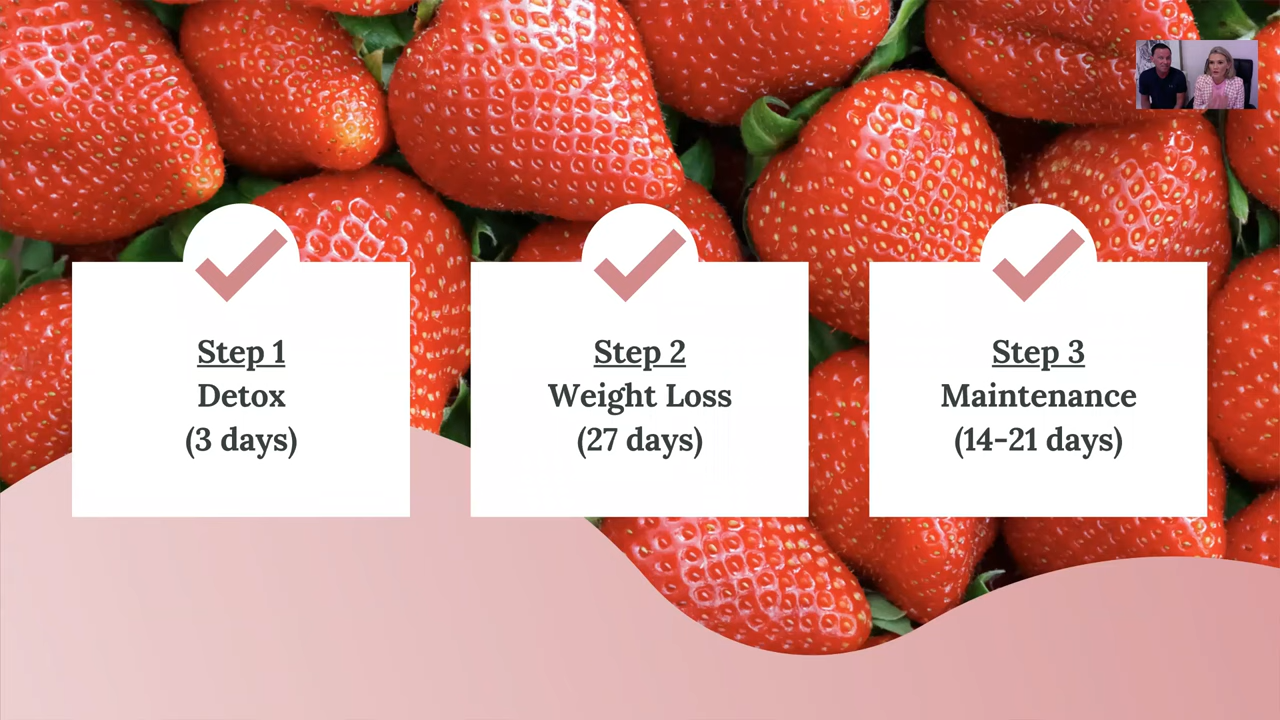 Step 1
Detox
(3 days)
Step 2
Weight Loss
(27 days)
Step 3
Maintenance
(14-21 days)